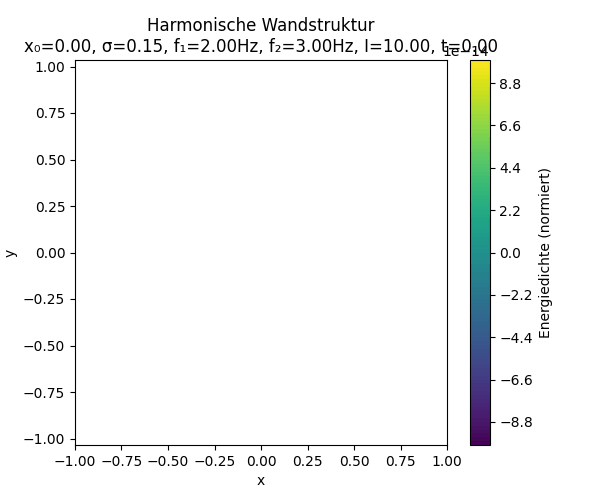 Harmonische Wandstruktur
x₀=0.00, σ=0.15, f₁=2.00Hz, f₂=3.00Hz, I=10.00, t=0.00
1e−14
1.00
0.75
0.50
0.25
0.00
−0.25
−0.50
−0.75
−1.00
y
−1.00 −0.75 −0.50 −0.25 0.00 0.25 0.50 0.75 1.00
x
8.8
6.6
4.4
2.2
0.0
−2.2
−4.4
−6.6
−8.8
Energiedichte (normiert)